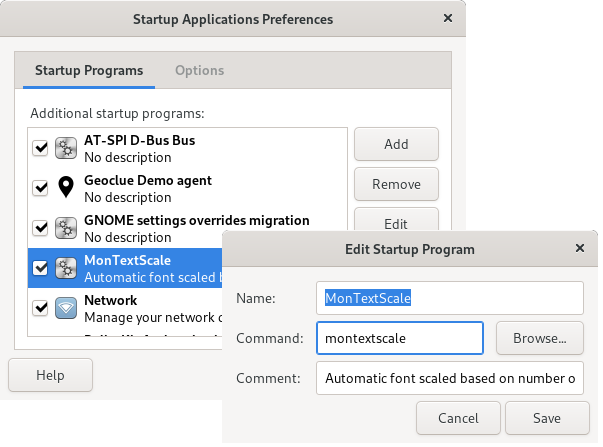 Startup Applications Preferences
Startup Programs
Options
Additional startup programs:
AT-SPI D-Bus Bus
No description
Geoclue Demo agent
No description
GNOME settings overrides migration
No description
MonTextScale
Automatic font scaled b
Network
Manage your network c
Add
Remove
Edit
Help
Edit Startup Program
Name:
MonTextScale
Command:
montextscale
Browse...
Comment:
Automatic font scaled based on number o
Cancel
Save